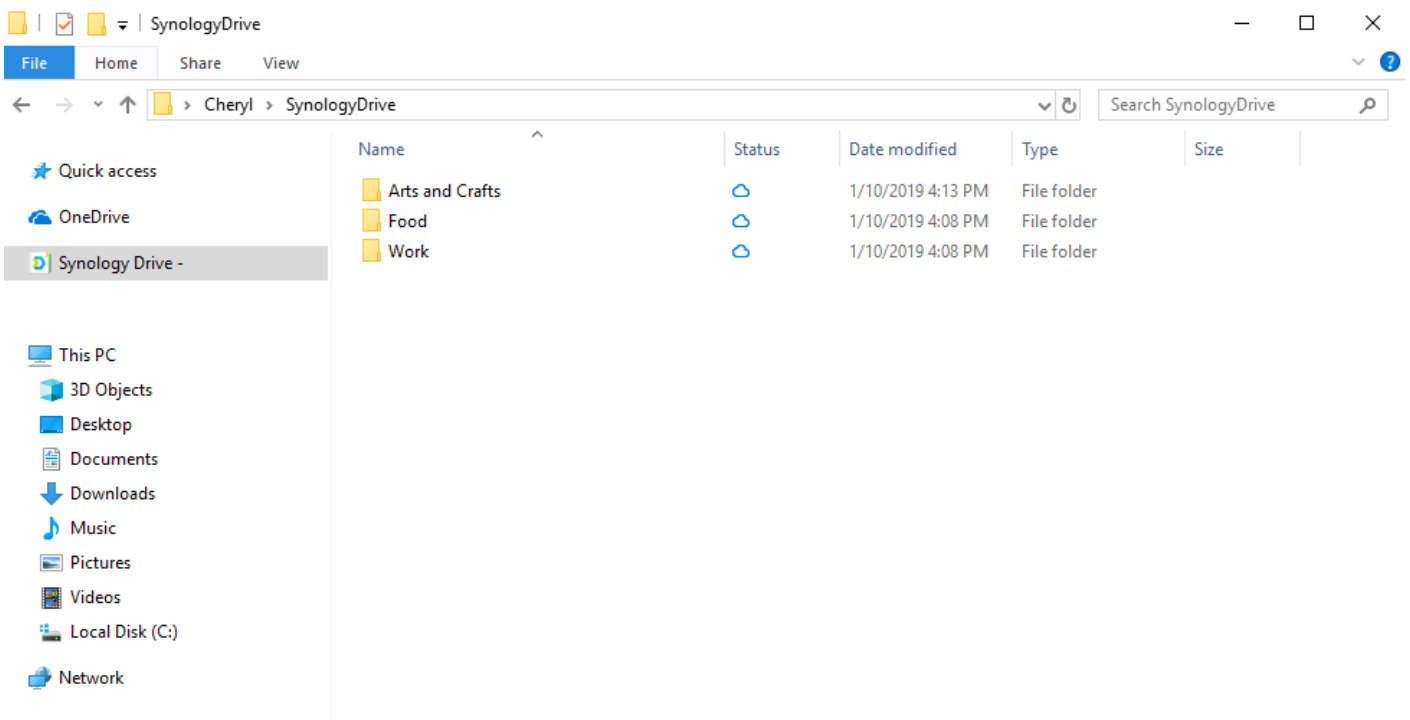 SynologyDrive
File Home Share View
Cheryl SynologyDrive Search SynologyDrive
Name Status Date modified Type Size
Quick access
OneDrive
Synology Drive -
This PC
3D Objects
Desktop
Documents
Downloads
Music
Pictures
Videos
Local Disk (C:)
Network
Arts and Crafts 1/10/2019 4:13 PM File folder
Food 1/10/2019 4:08 PM File folder
Work 1/10/2019 4:08 PM File folder